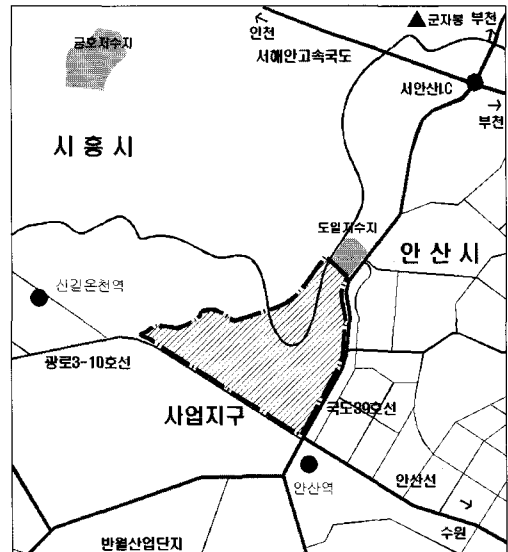 군자봉
부천
인천
서해안고속국도
금호저수지
서안산I.C
부천
시흥시
도일저수지
안산시
신길온천역
광로3-10호선
사업지구
국도39호선
안산역
안산선
수원
반월산업단지